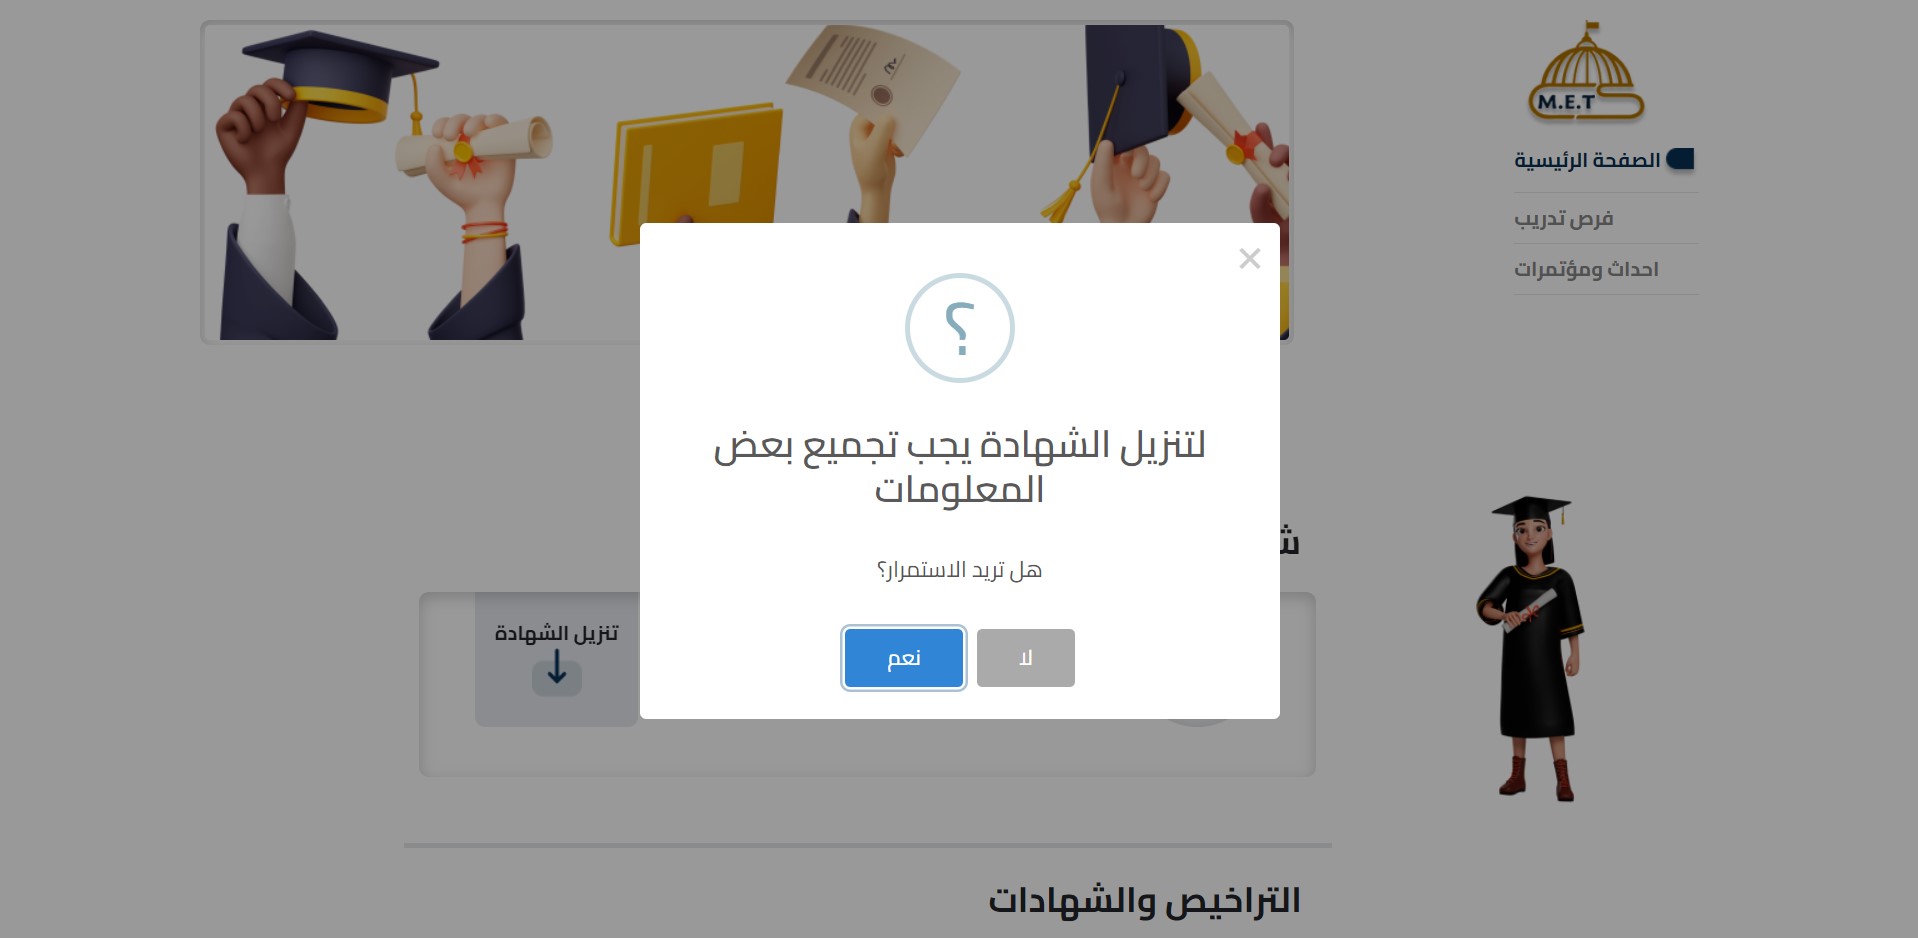 M.E.T
الصفحة الرئيسية
فرص تدريب
احداث ومؤتمرات
؟
لتنزيل الشهادة يجب تجميع بعض
المعلومات
هل تريد الاستمرار؟
لا
نعم
تنزيل الشهادة
التراخيص والشهادات